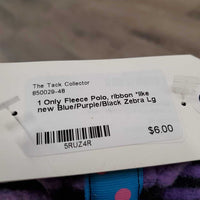 The Tack Collector
850029-48
1 Only Fleece Polo, ribbon *like
new Blue/Purple/Black Zebra Lg
$6.00
5RUZ4R